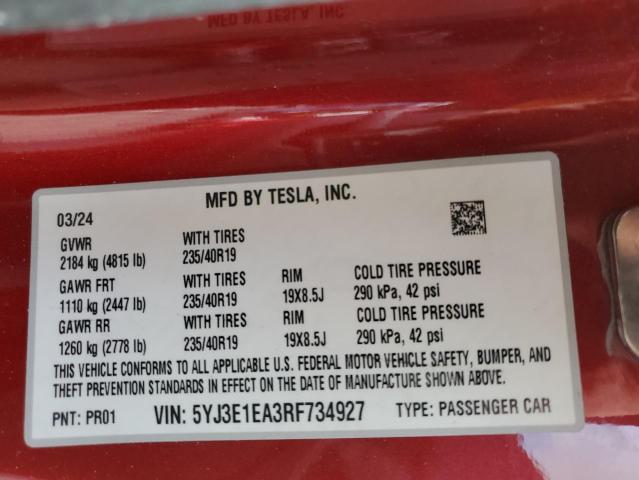 MFD BY TESLA, INC.
MFD BY TESLA, INC.
03/24
GVWR WITH TIRES
2184 kg (4815 lb) 235/40R19
GAWR FRT WITH TIRES RIM COLD TIRE PRESSURE
1110 kg (2447 lb) 235/40R19 19X8.5J 290 kPa, 42 psi
GAWR RR WITH TIRES RIM COLD TIRE PRESSURE
1260 kg (2778 lb) 235/40R19 19X8.5J 290 kPa, 42 psi
THIS VEHICLE CONFORMS TO ALL APPLICABLE U.S. FEDERAL MOTOR VEHICLE SAFETY, BUMPER, AND
THEFT PREVENTION STANDARDS IN EFFECT ON THE DATE OF MANUFACTURE SHOWN ABOVE.
PNT: PR01 VIN: 5YJ3E1EA3RF734927 TYPE: PASSENGER CAR